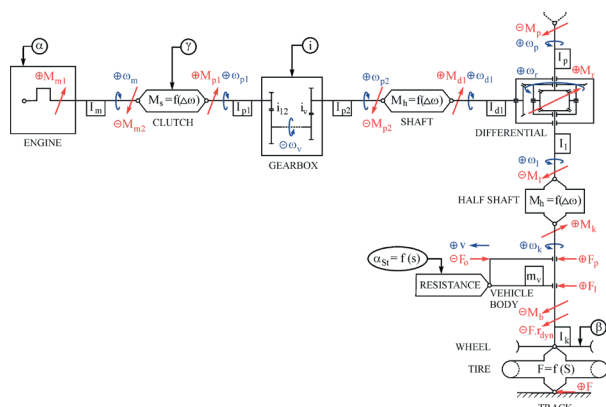 α
γ
i
⊖M_p
⊕ω_p
I_p
⊕M_m1
⊕ω_m
⊕M_p1
⊕ω_p1
⊕ω_p2
⊕M_d1
⊕ω_d1
⊕ω_r
⊕M_r
I_m
M_s = f(Δω)
I_p1
i_12
i_v
I_p2
M_h = f(Δω)
I_d1
⊖M_m2
CLUTCH
⊖ω_v
⊖M_p2
SHAFT
DIFFERENTIAL
ENGINE
GEARBOX
I_l
⊕ω_l
⊖M_l
HALF SHAFT
M_h=f(Δω)
⊕M_k
⊕v
⊕ω_k
α_St = f (s)
⊖F_o
⊕F_p
RESISTANCE
m_v
⊕F_l
VEHICLE
BODY
⊖M_b
⊖F.r_dyn
I_k
β
WHEEL
TIRE
F=f(S)
⊕F
TRACK